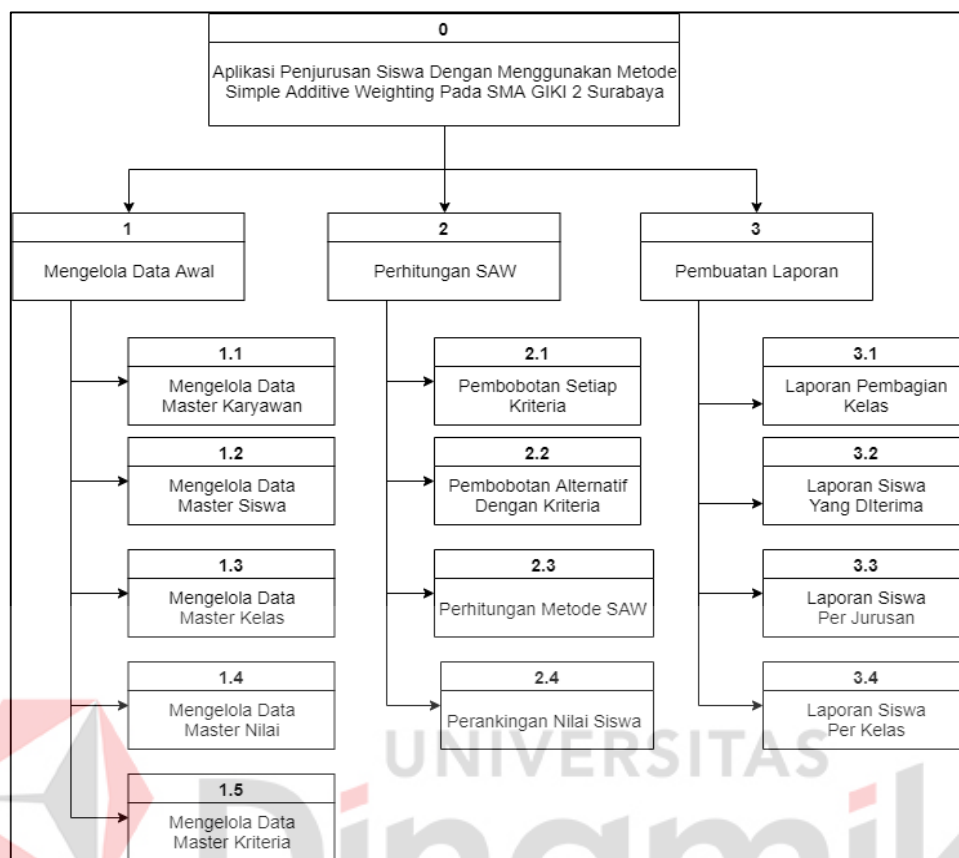 0
Aplikasi Penjurusan Siswa Dengan Menggunakan Metode
Simple Additive Weighting Pada SMA GIKI 2 Surabaya
1
Mengelola Data Awal
2
Perhitungan SAW
3
Pembuatan Laporan
1.1
Mengelola Data
Master Karyawan
1.2
Mengelola Data
Master Siswa
1.3
Mengelola Data
Master Kelas
1.4
Mengelola Data
Master Nilai
1.5
Mengelola Data
Master Kriteria
2.1
Pembobotan Setiap
Kriteria
2.2
Pembobotan Alternatif
Dengan Kriteria
2.3
Perhitungan Metode SAW
2.4
Perankingan Nilai Siswa
3.1
Laporan Pembagian
Kelas
3.2
Laporan Siswa
Yang DIterima
3.3
Laporan Siswa
Per Jurusan
3.4
Laporan Siswa
Per Kelas
UNIVERSITAS